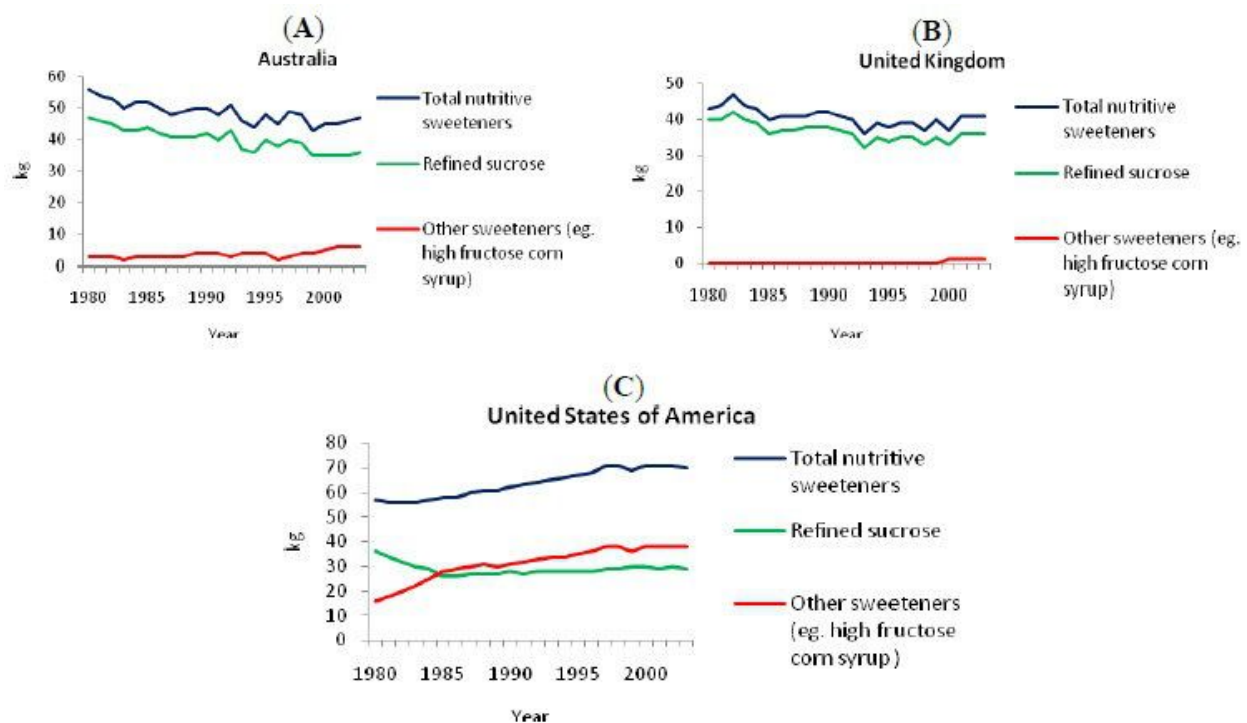 (A)
Australia
60
50
40
30
20
10
0
kg
1980 1985 1990 1995 2000
Year
Total nutritive
sweeteners
Refined sucrose
Other sweeteners (eg.
high fructose corn
syrup)
(B)
United Kingdom
50
40
30
20
10
0
kg
1980 1985 1990 1995 2000
Year
Total nutritive
sweeteners
Refined sucrose
Other sweeteners (eg.
high fructose corn
syrup)
(C)
United States of America
80
70
60
50
40
30
20
10
0
kg
1980 1985 1990 1995 2000
Year
Total nutritive
sweeteners
Refined sucrose
Other sweeteners
(eg. high fructose
corn syrup)